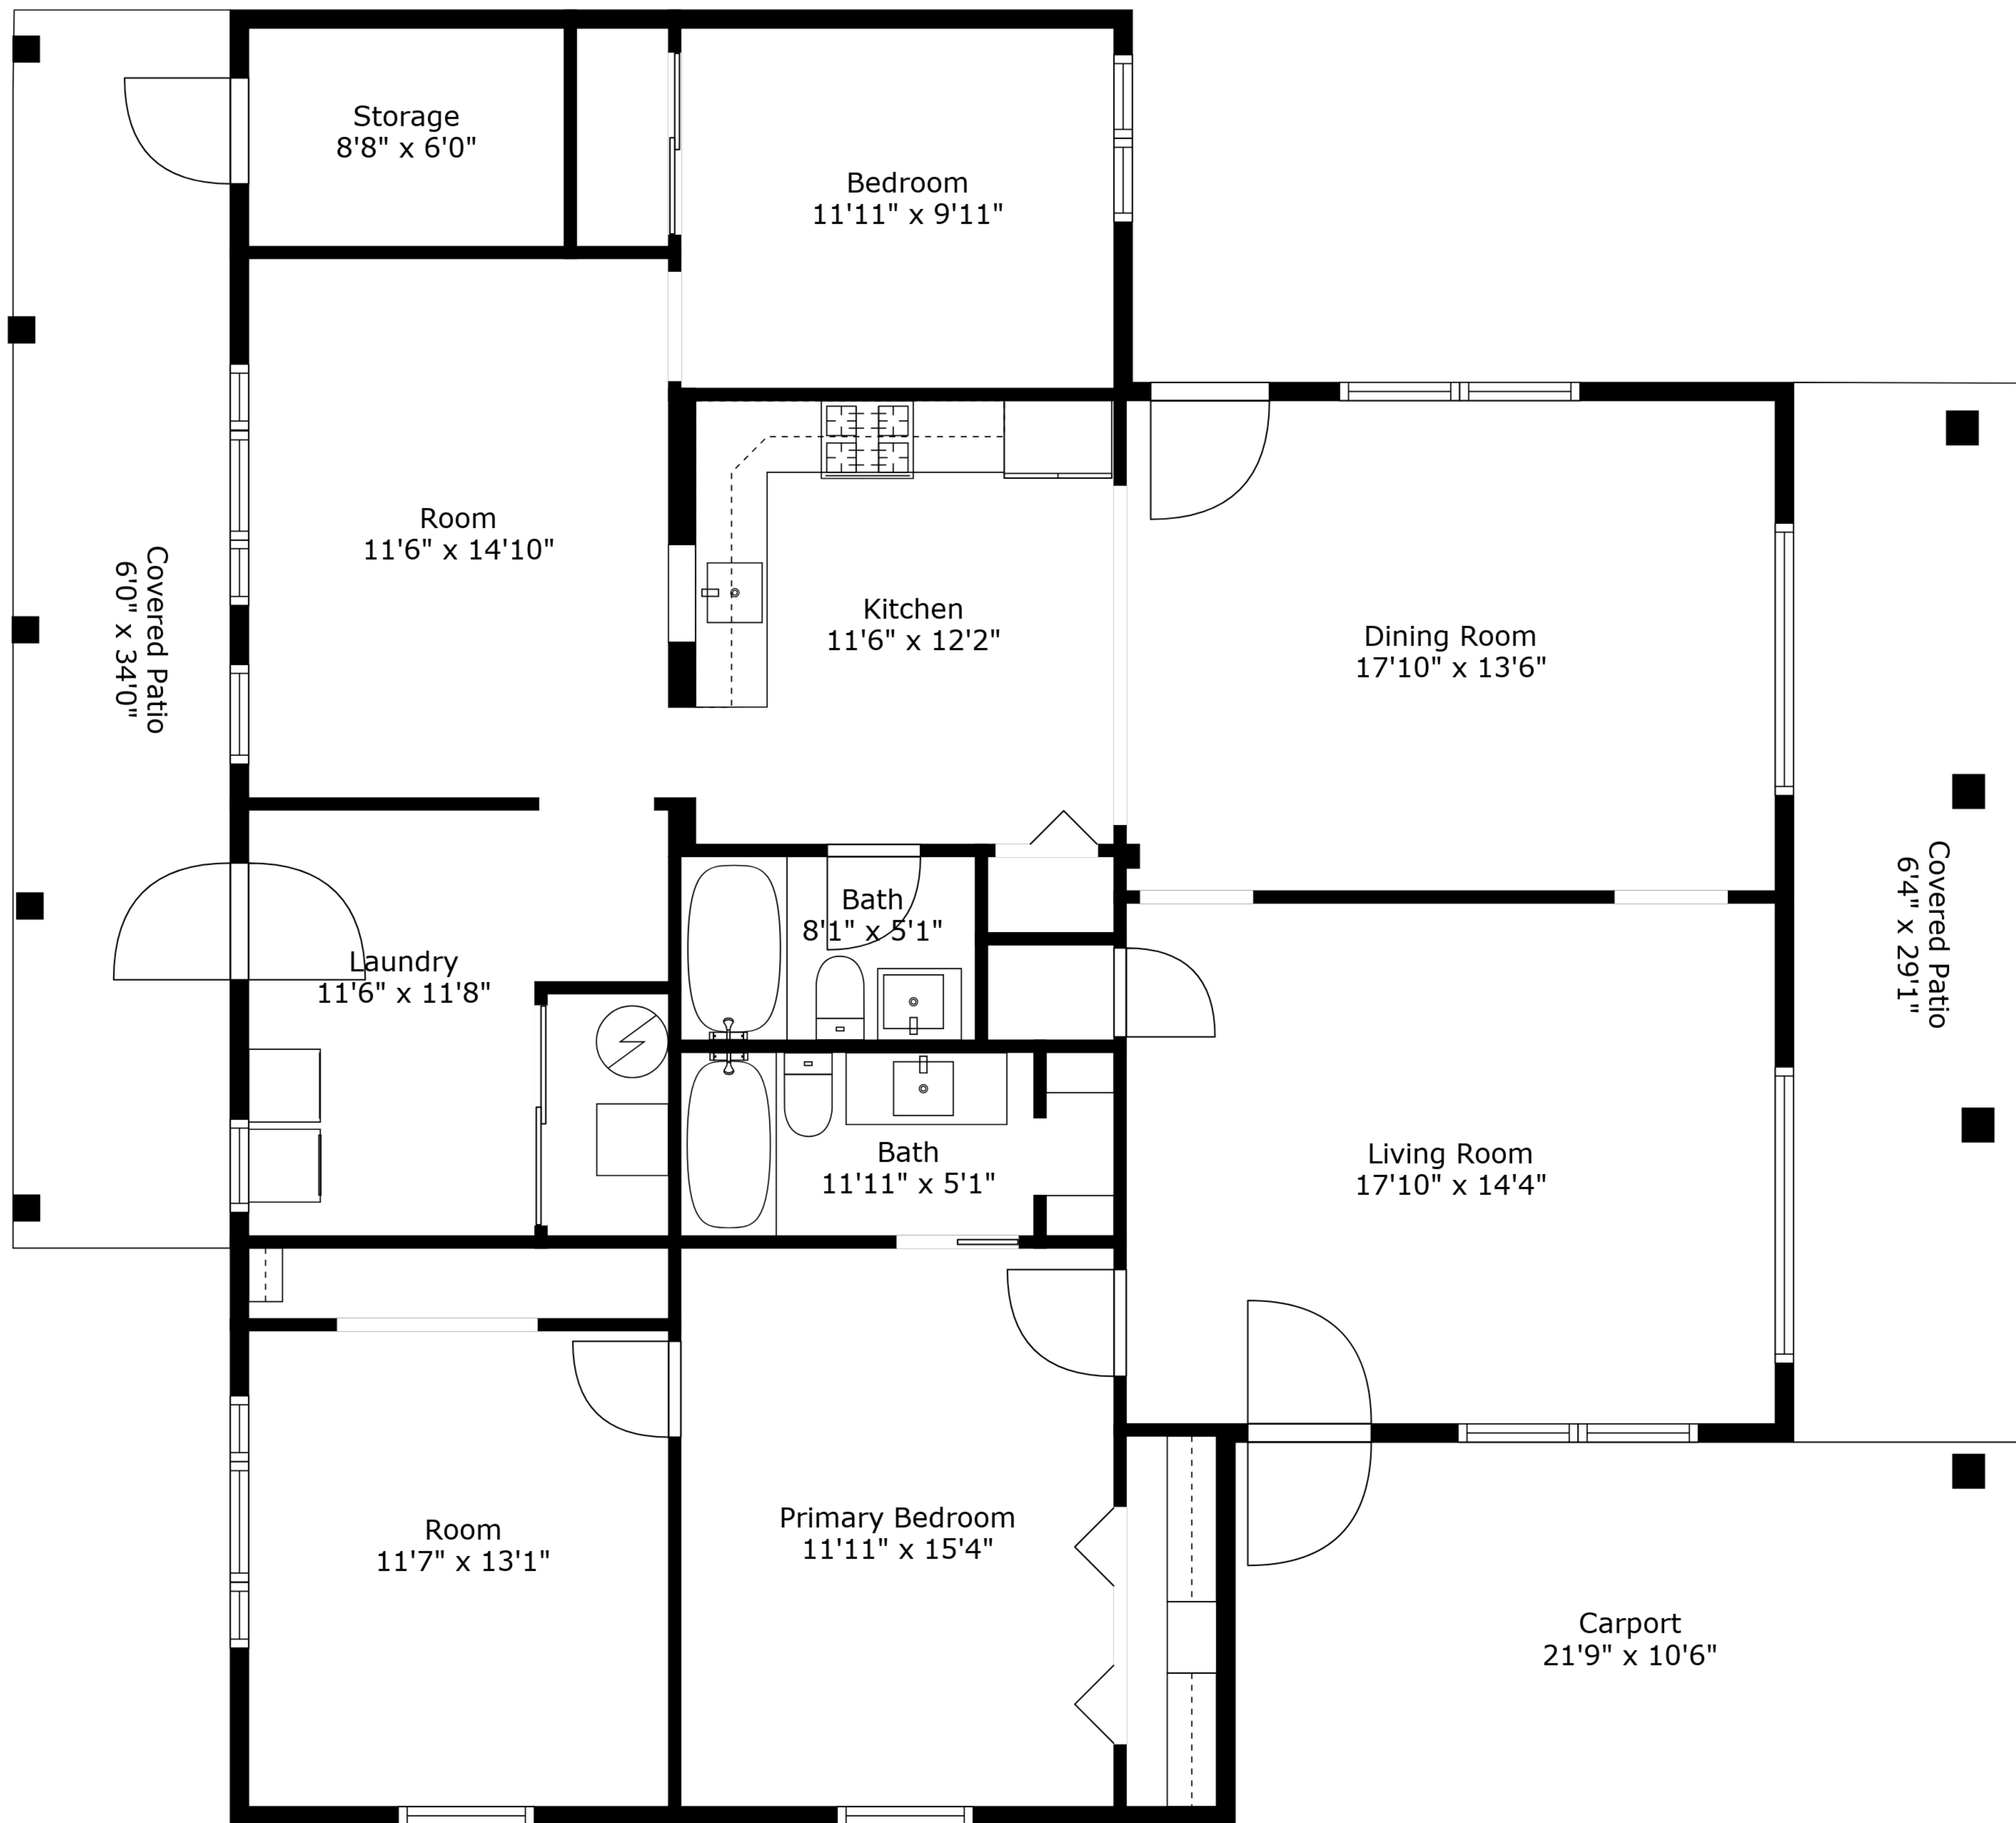 Storage
8'8" x 6'0"
Bedroom
11'11" x 9'11"
Room
11'6" x 14'10"
Kitchen
11'6" x 12'2"
Dining Room
17'10" x 13'6"
Covered Patio
6'0" x 34'0"
Bath
8'1" x 5'1"
Laundry
11'6" x 11'8"
Covered Patio
6'4" x 29'1"
Bath
11'11" x 5'1"
Living Room
17'10" x 14'4"
Room
11'7" x 13'1"
Primary Bedroom
11'11" x 15'4"
Carport
21'9" x 10'6"